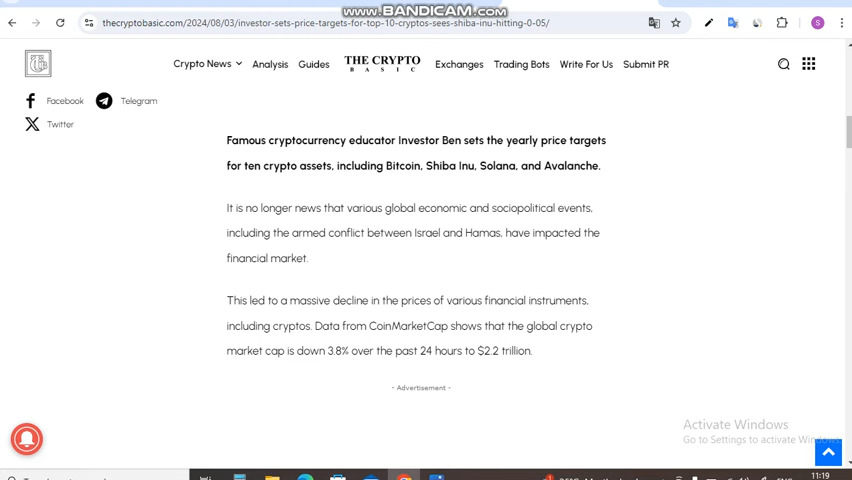 www.BANDICAM.com
thecryptobasic.com/2024/08/03/investor-sets-price-targets-for-top-10-cryptos-sees-shiba-inu-hitting-0-05/
S
Crypto News
Analysis
Guides
THE CRYPTO
BASIC
Exchanges
Trading Bots
Write For Us
Submit PR
Facebook
Telegram
Twitter
Famous cryptocurrency educator Investor Ben sets the yearly price targets
for ten crypto assets, including Bitcoin, Shiba Inu, Solana, and Avalanche.
It is no longer news that various global economic and sociopolitical events,
including the armed conflict between Israel and Hamas, have impacted the
financial market.
This led to a massive decline in the prices of various financial instruments,
including cryptos. Data from CoinMarketCap shows that the global crypto
market cap is down 3.8% over the past 24 hours to $2.2 trillion.
- Advertisement -
Activate Windows
Go to Settings to activate Windows.
11:19